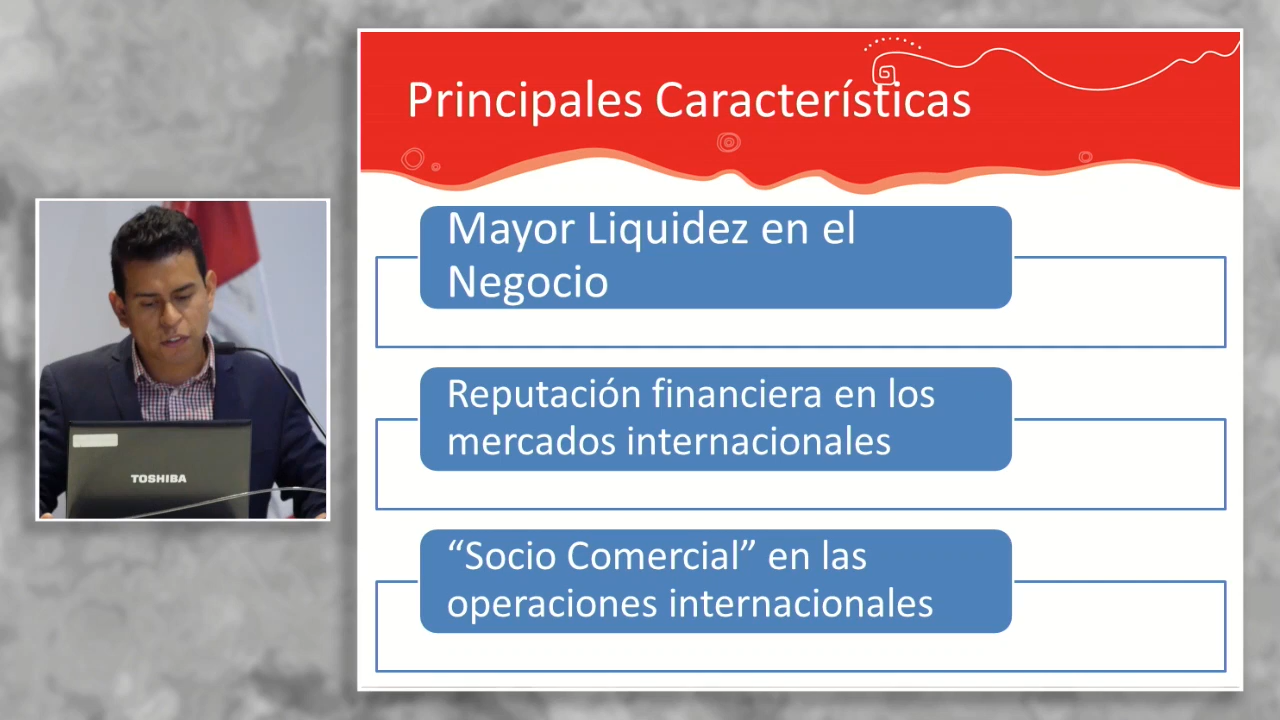 Principales Características
Mayor Liquidez en el
Negocio
Reputación financiera en los
mercados internacionales
“Socio Comercial” en las
operaciones internacionales
TOSHIBA